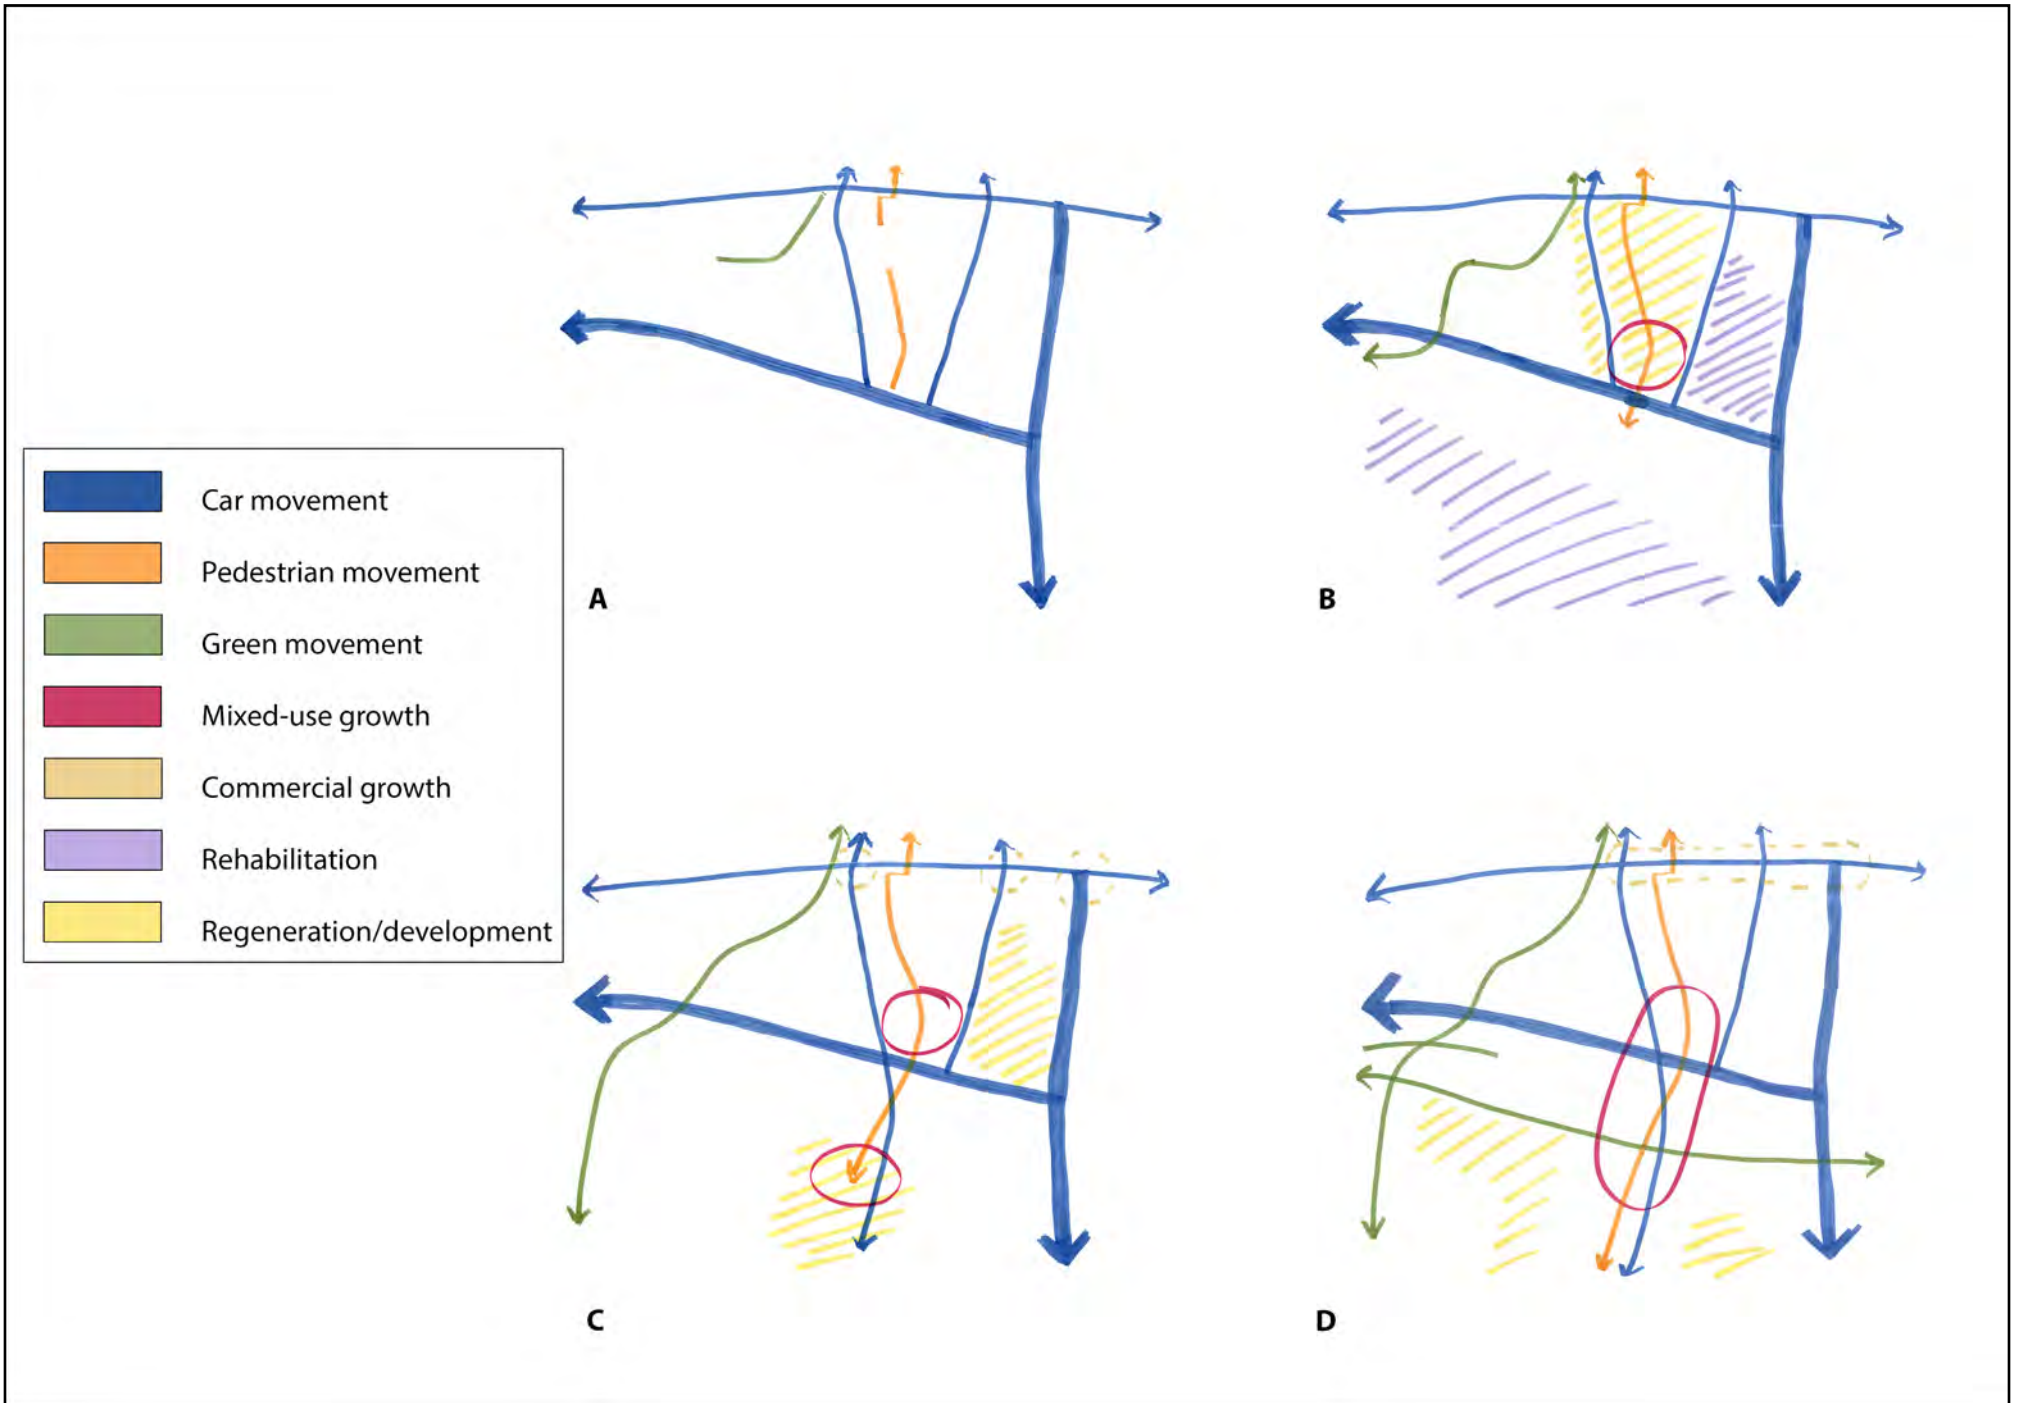 A
B
Car movement
Pedestrian movement
Green movement
Mixed-use growth
Commercial growth
Rehabilitation
Regeneration/development
C
D